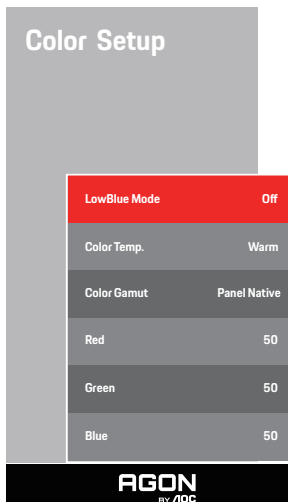 Color Setup
LowBlue Mode Off
Color Temp. Warm
Color Gamut Panel Native
Red 50
Green 50
Blue 50
AGON
BY AOC